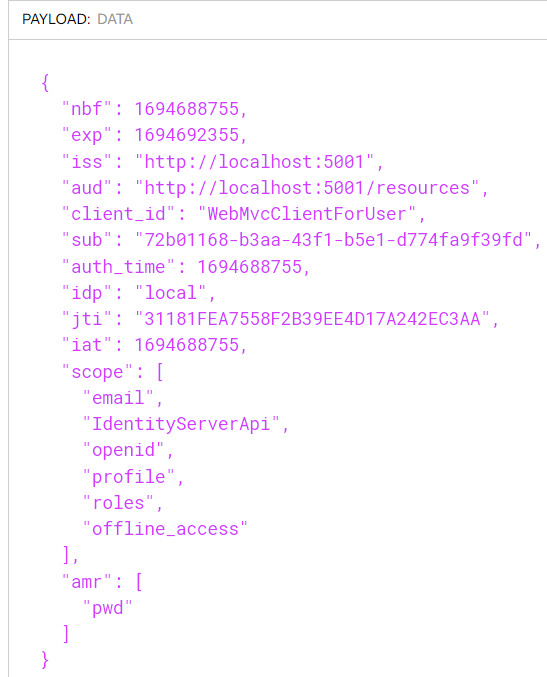 PAYLOAD: DATA
{
"nbf": 1694688755,
"exp": 1694692355,
"iss": "http://localhost:5001",
"aud": "http://localhost:5001/resources",
"client_id": "WebMvcClientForUser",
"sub": "72b01168-b3aa-43f1-b5e1-d774fa9f39fd",
"auth_time": 1694688755,
"idp": "local",
"jti": "31181FEA7558F2B39EE4D17A242EC3AA",
"iat": 1694688755,
"scope": [
"email",
"IdentityServerApi",
"openid",
"profile",
"roles",
"offline_access"
],
"amr": [
"pwd"
]
}